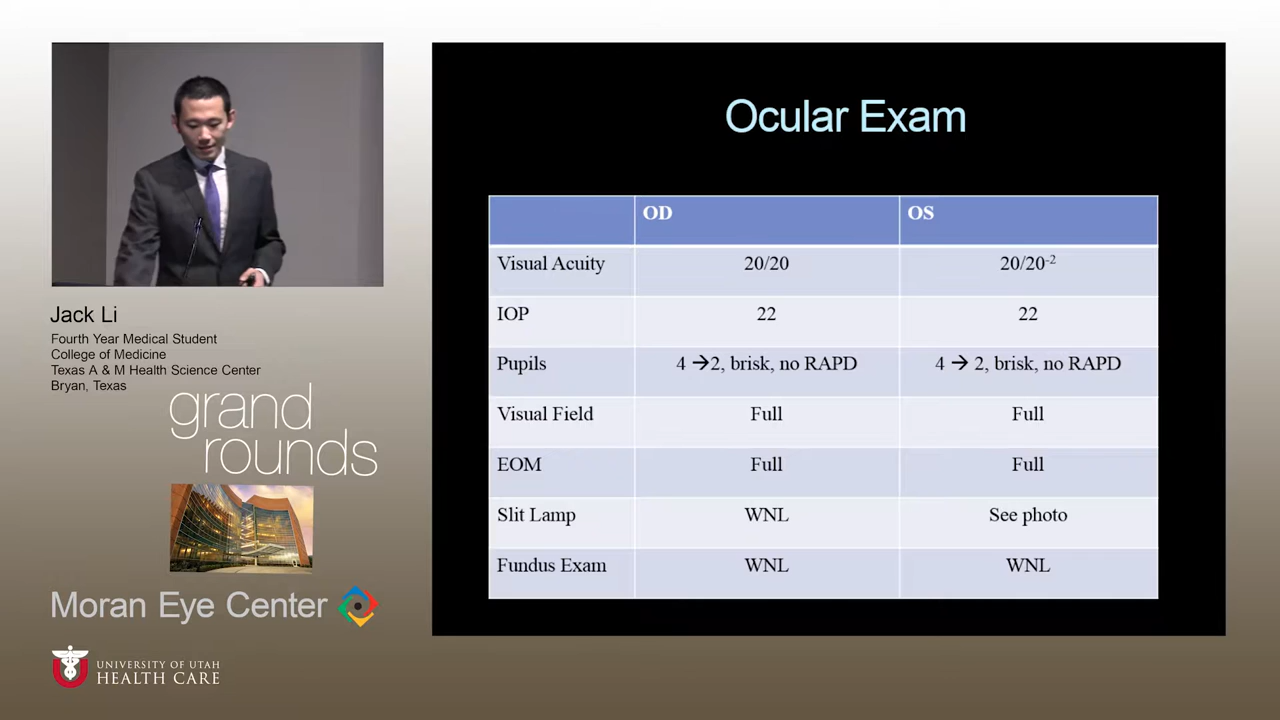 Ocular Exam
OD OS
Visual Acuity 20/20 20/20-2
IOP 22 22
Pupils 4 →2, brisk, no RAPD 4 → 2, brisk, no RAPD
Visual Field Full Full
EOM Full Full
Slit Lamp WNL See photo
Fundus Exam WNL WNL
Jack Li
Fourth Year Medical Student
College of Medicine
Texas A & M Health Science Center
Bryan, Texas
grand
rounds
Moran Eye Center
UNIVERSITY OF UTAH
HEALTH CARE